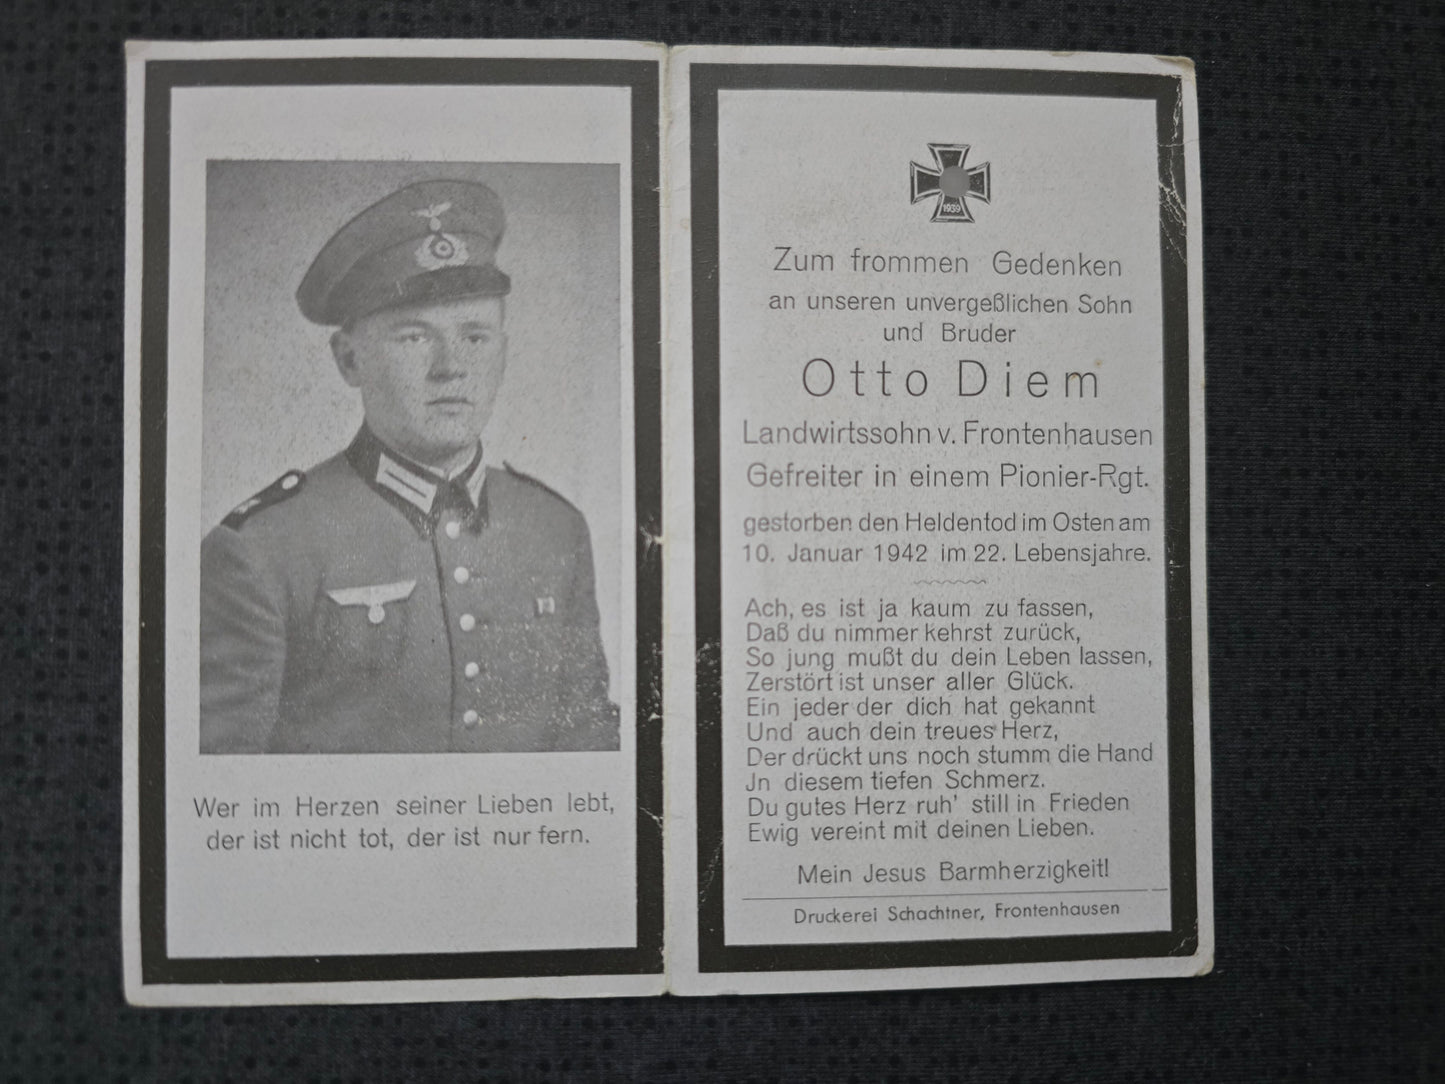 Wer im Herzen seiner Lieben lebt,
der ist nicht tot, der ist nur fern.
1939
Zum frommen Gedenken
an unseren unvergeßlichen Sohn
und Bruder
Otto Diem
Landwirtssohn v. Frontenhausen
Gefreiter in einem Pionier-Rgt.
gestorben den Heldentod im Osten am
10. Januar 1942 im 22. Lebensjahre.
Ach, es ist ja kaum zu fassen,
Daß du nimmer kehrst zurück,
So jung mußt du dein Leben lassen,
Zerstört ist unser aller Glück.
Ein jeder der dich hat gekannt
Und auch dein treues Herz,
Der drückt uns noch stumm die Hand
Jn diesem tiefen Schmerz.
Du gutes Herz ruh' still in Frieden
Ewig vereint mit deinen Lieben.
Mein Jesus Barmherzigkeit!
Druckerei Schachtner, Frontenhausen